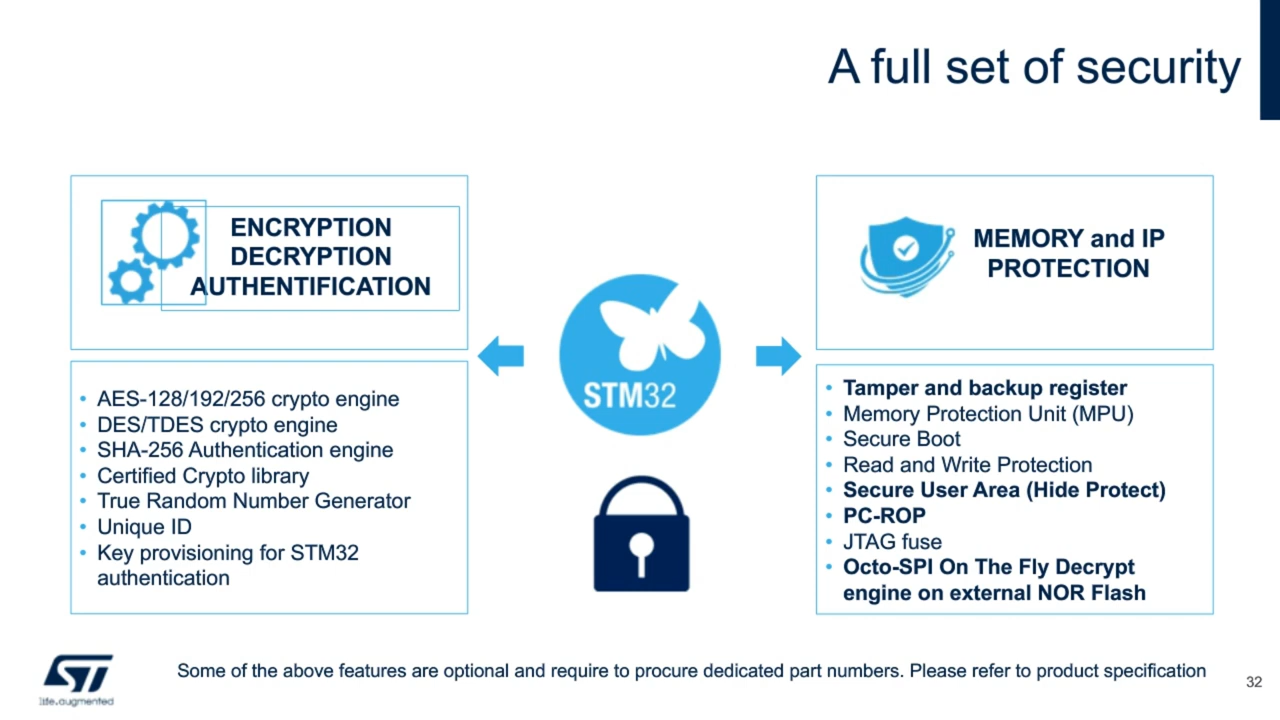 A full set of security
ENCRYPTION
DECRYPTION
AUTHENTIFICATION
MEMORY and IP
PROTECTION
STM32
• AES-128/192/256 crypto engine
• DES/TDES crypto engine
• SHA-256 Authentication engine
• Certified Crypto library
• True Random Number Generator
• Unique ID
• Key provisioning for STM32
authentication
• Tamper and backup register
• Memory Protection Unit (MPU)
• Secure Boot
• Read and Write Protection
• Secure User Area (Hide Protect)
• PC-ROP
• JTAG fuse
• Octo-SPI On The Fly Decrypt
engine on external NOR Flash
ST
life.augmented
Some of the above features are optional and require to procure dedicated part numbers. Please refer to product specification
32